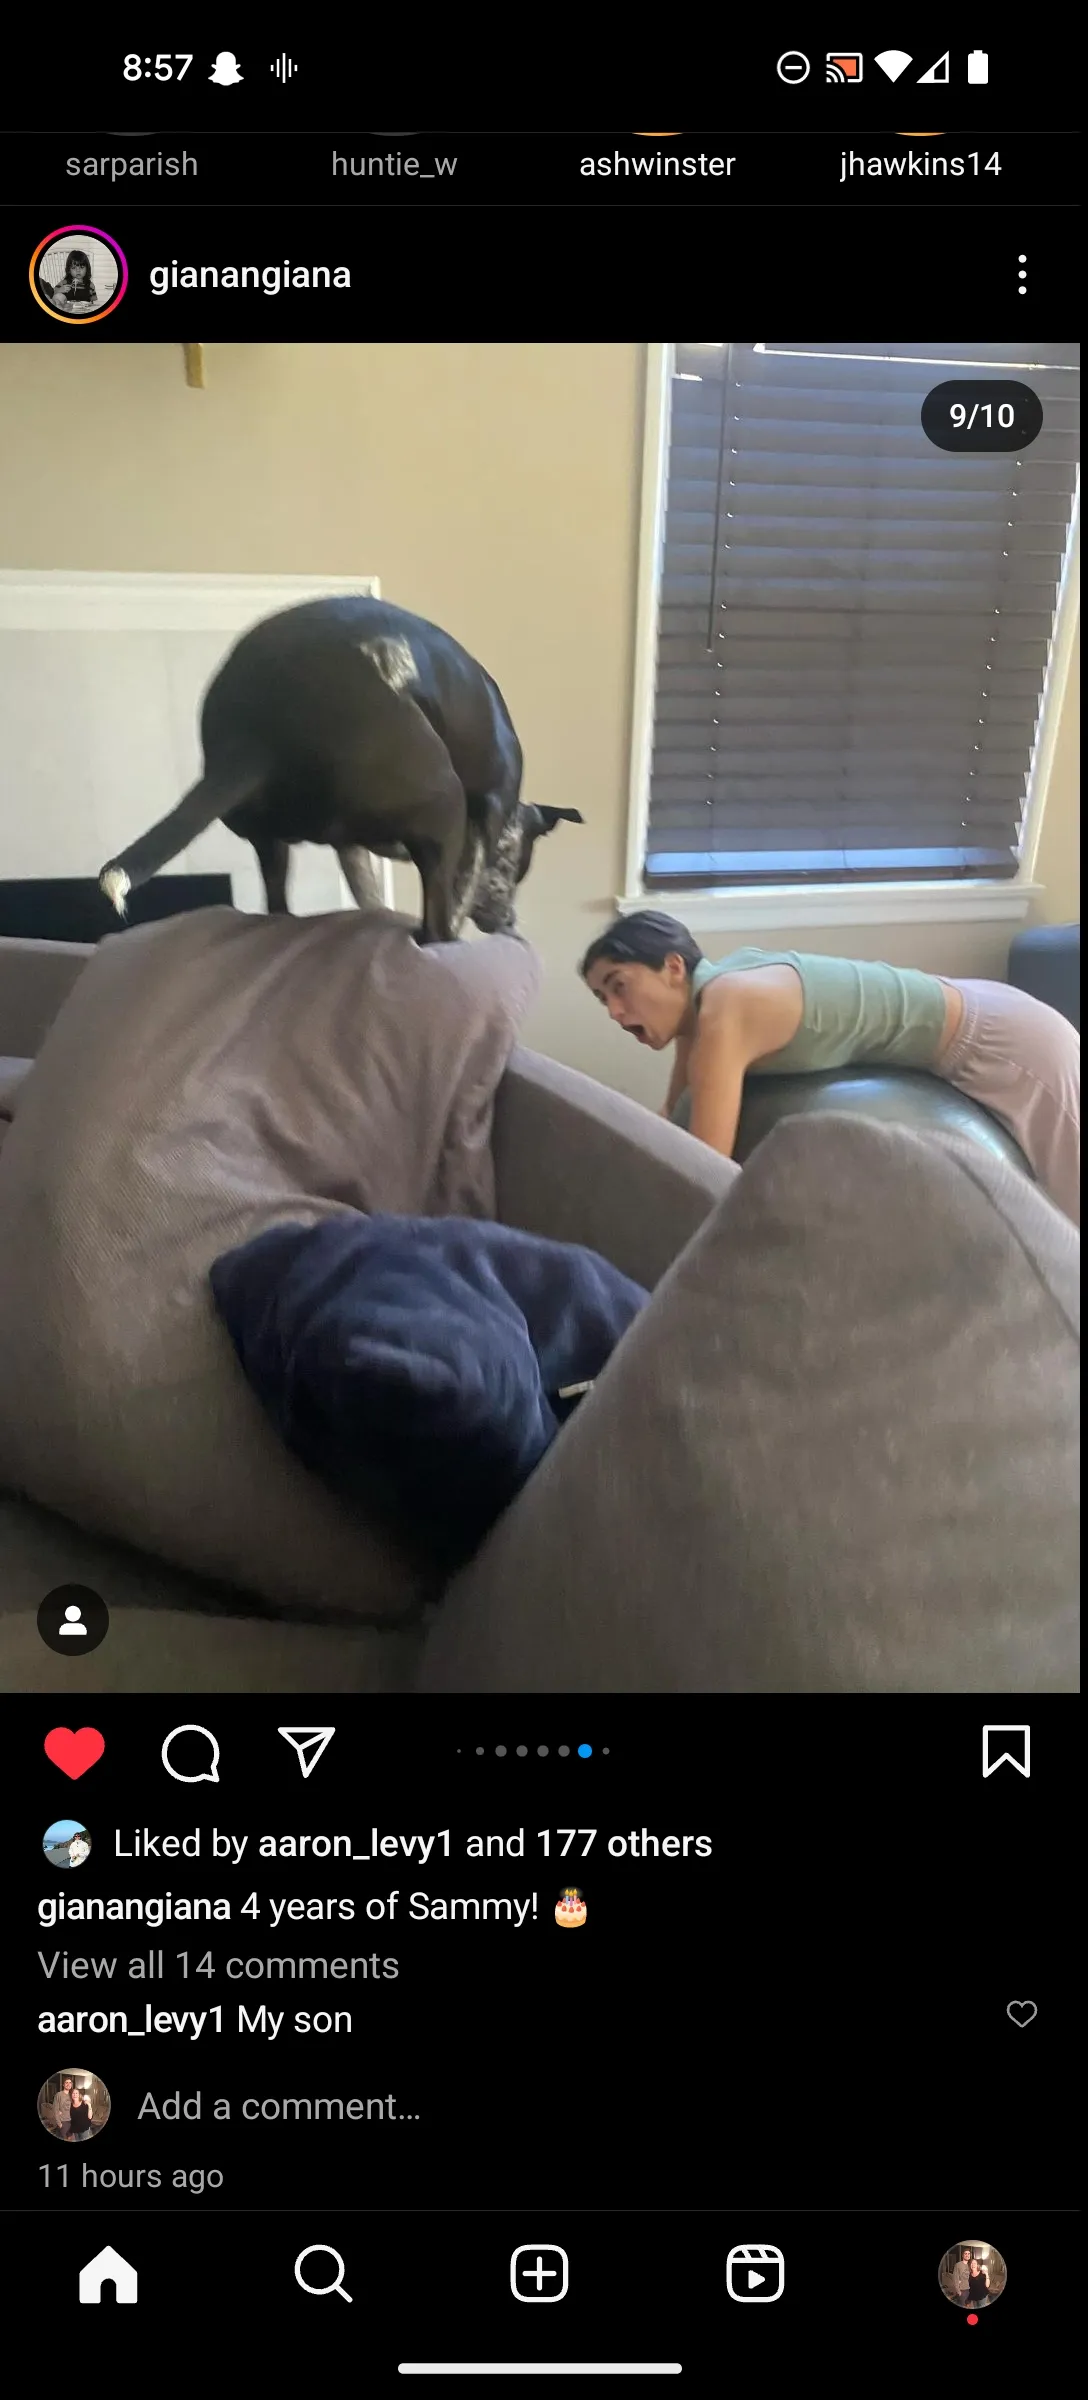 8:57
sarparish huntie_w ashwinster jhawkins14
gianangiana
9/10
Liked by aaron_levy1 and 177 others
gianangiana 4 years of Sammy! 🎂
View all 14 comments
aaron_levy1 My son
Add a comment...
11 hours ago